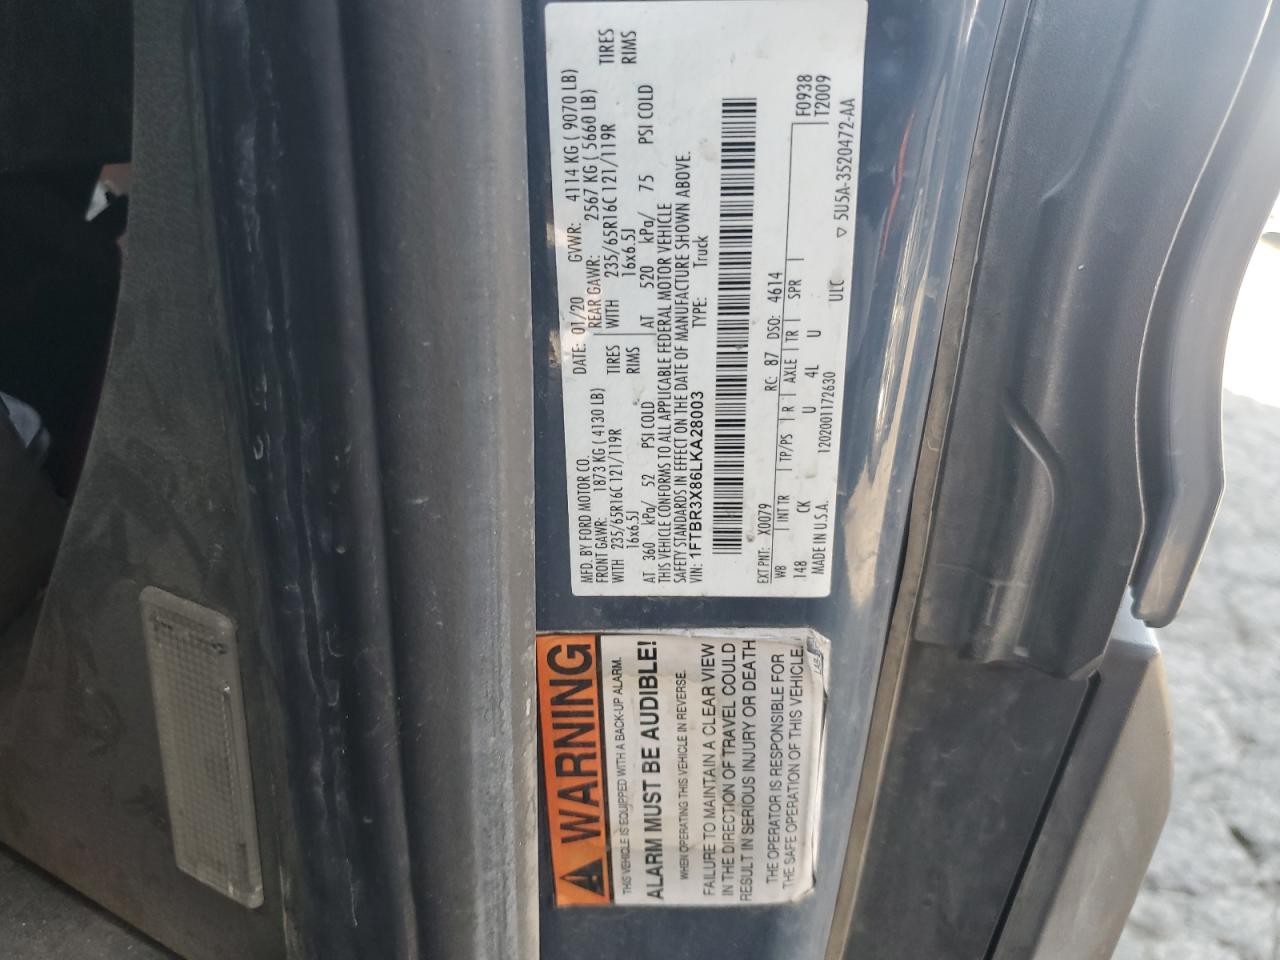 MFD. BY FORD MOTOR CO.
DATE: 01/20 GVWR: 4114 KG ( 9070 LB)
FRONT GAWR: 1873 KG ( 4130 LB) REAR GAWR: 2567 KG ( 5660 LB)
WITH 235/65R16C 121/119R TIRES WITH 235/65R16C 121/119R TIRES
16x6.5J RIMS 16x6.5J RIMS
AT 360 kPa/ 52 PSI COLD AT 520 kPa/ 75 PSI COLD
THIS VEHICLE CONFORMS TO ALL APPLICABLE FEDERAL MOTOR VEHICLE
SAFETY STANDARDS IN EFFECT ON THE DATE OF MANUFACTURE SHOWN ABOVE.
VIN: 1FTBR3X86LKA28003 TYPE: Truck
EXT PNT: X0079 RC: 87 DSO: 4614 F0938
T2009
WB INT TR TP/PS R AXLE TR SPR
148 CK U 4L U
MADE IN U.S.A. 1202001172630 ULC ▽ 5U5A-3520472-AA
WARNING
THIS VEHICLE IS EQUIPPED WITH A BACK-UP ALARM.
ALARM MUST BE AUDIBLE!
WHEN OPERATING THIS VEHICLE IN REVERSE.
FAILURE TO MAINTAIN A CLEAR VIEW
IN THE DIRECTION OF TRAVEL COULD
RESULT IN SERIOUS INJURY OR DEATH
THE OPERATOR IS RESPONSIBLE FOR
THE SAFE OPERATION OF THIS VEHICLE.